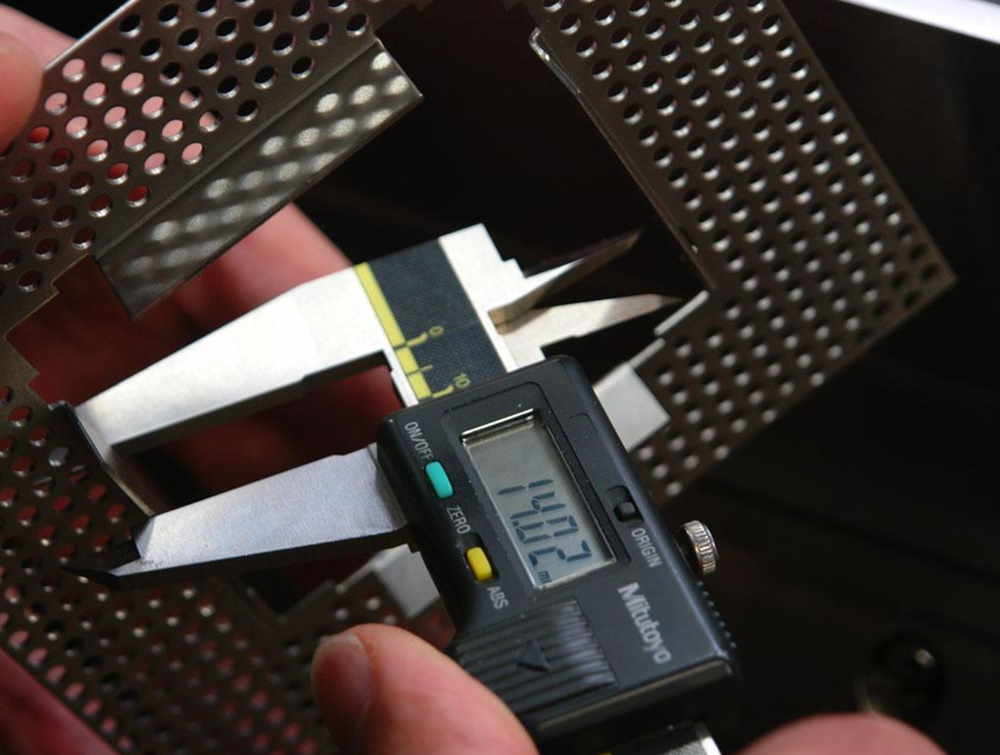 0
10
ON/OFF
ZERO
ABS
14.02
ORIGIN
Mitutoyo